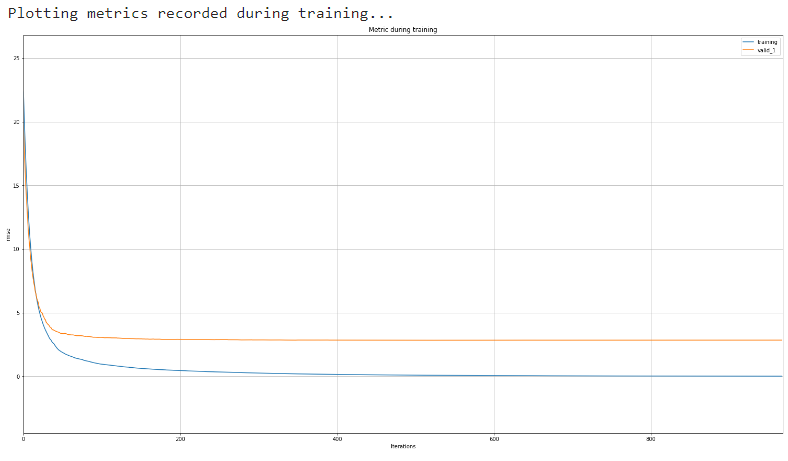 Plotting metrics recorded during training...
Metric during training
training
valid_1
25
20
15
10
5
0
rmse
0
200
400
600
800
Iterations